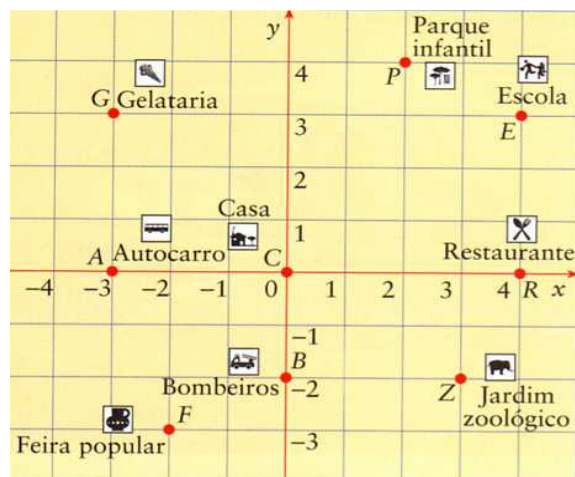 y
Parque
infantil
4
P
G Gelataria
Escola
3
E
2
Casa
1
A Autocarro
C
Restaurante
−4 −3 −2 −1 0 1 2 3 4 R x
−1
B
Bombeiros −2
Z Jardim
zoológico
F
Feira popular
−3